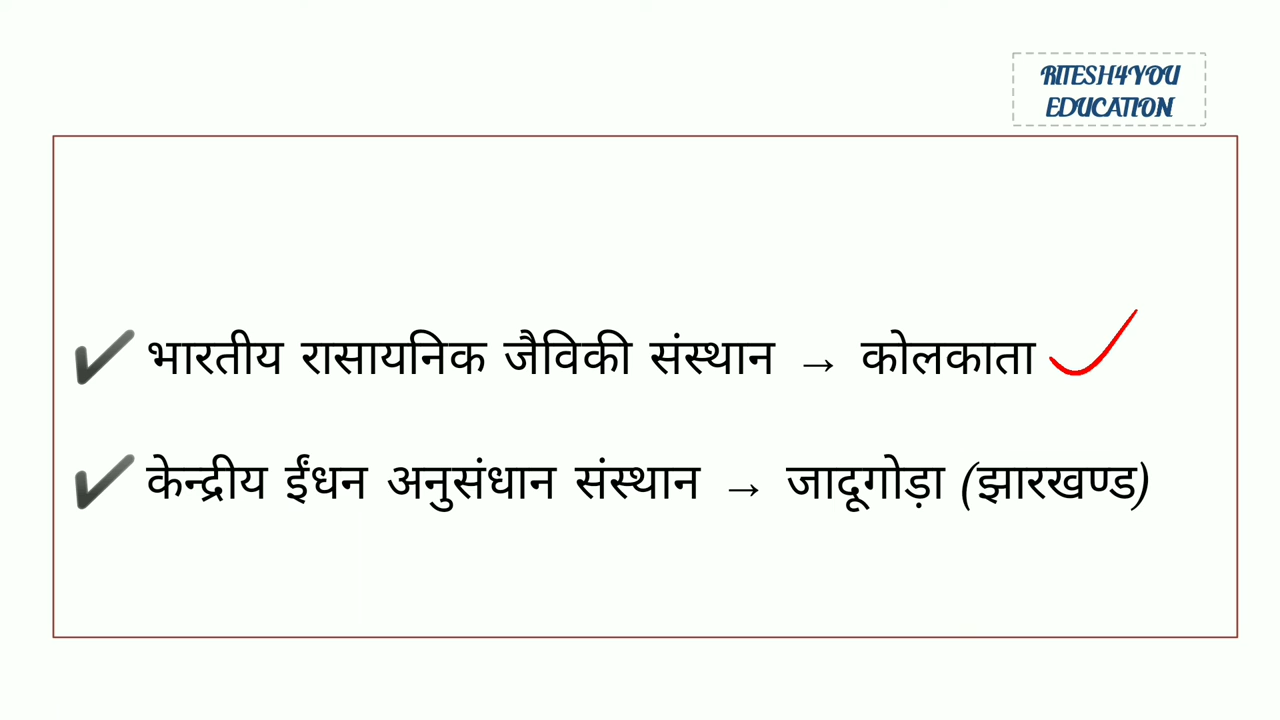 RITESH4YOU
EDUCATION
✔ भारतीय रासायनिक जैविकी संस्थान → कोलकाता
✔ केन्द्रीय ईंधन अनुसंधान संस्थान → जादूगोड़ा (झारखण्ड)